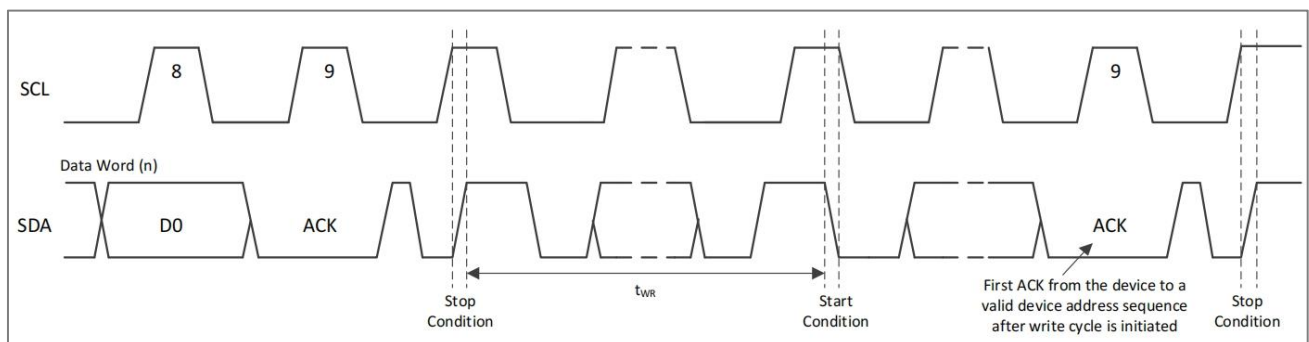 SCL
8
9
9
Data Word (n)
SDA
D0
ACK
ACK
tWR
Stop
Condition
Start
Condition
First ACK from the device to a
valid device address sequence
after write cycle is initiated
Stop
Condition